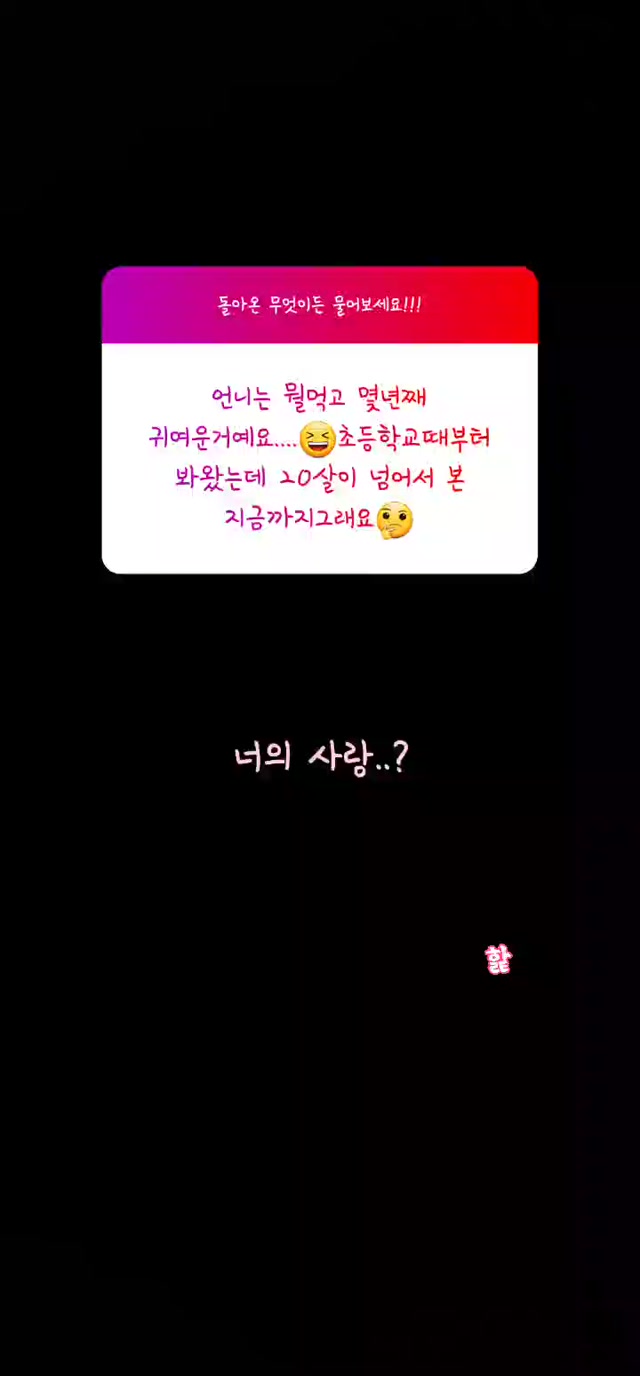 돌아온 무엇이든 물어보세요!!!
언니는 뭘먹고 몇년째
귀여운거예요....😆초등학교때부터
봐왔는데 20살이 넘어서 본
지금까지그래요🤔
너의 사랑..?
핥